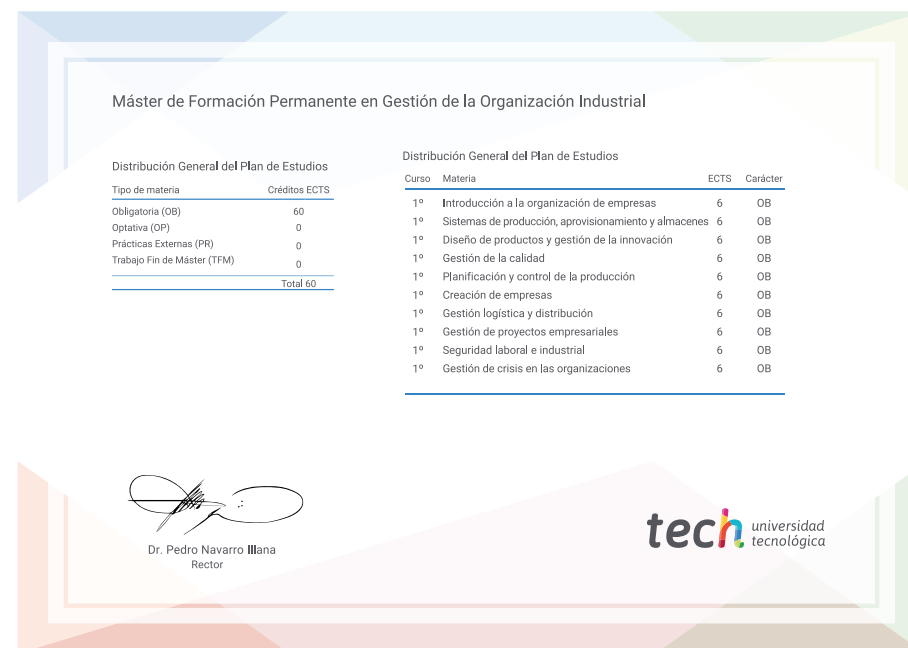 Máster de Formación Permanente en Gestión de la Organización Industrial
Distribución General del Plan de Estudios
Tipo de materia Créditos ECTS
Obligatoria (OB) 60
Optativa (OP) 0
Prácticas Externas (PR) 0
Trabajo Fin de Máster (TFM) 0
Total 60
Distribución General del Plan de Estudios
Curso Materia ECTS Carácter
1º Introducción a la organización de empresas 6 OB
1º Sistemas de producción, aprovisionamiento y almacenes 6 OB
1º Diseño de productos y gestión de la innovación 6 OB
1º Gestión de la calidad 6 OB
1º Planificación y control de la producción 6 OB
1º Creación de empresas 6 OB
1º Gestión logística y distribución 6 OB
1º Gestión de proyectos empresariales 6 OB
1º Seguridad laboral e industrial 6 OB
1º Gestión de crisis en las organizaciones 6 OB
Dr. Pedro Navarro Illana
Rector
tech universidad
tecnológica